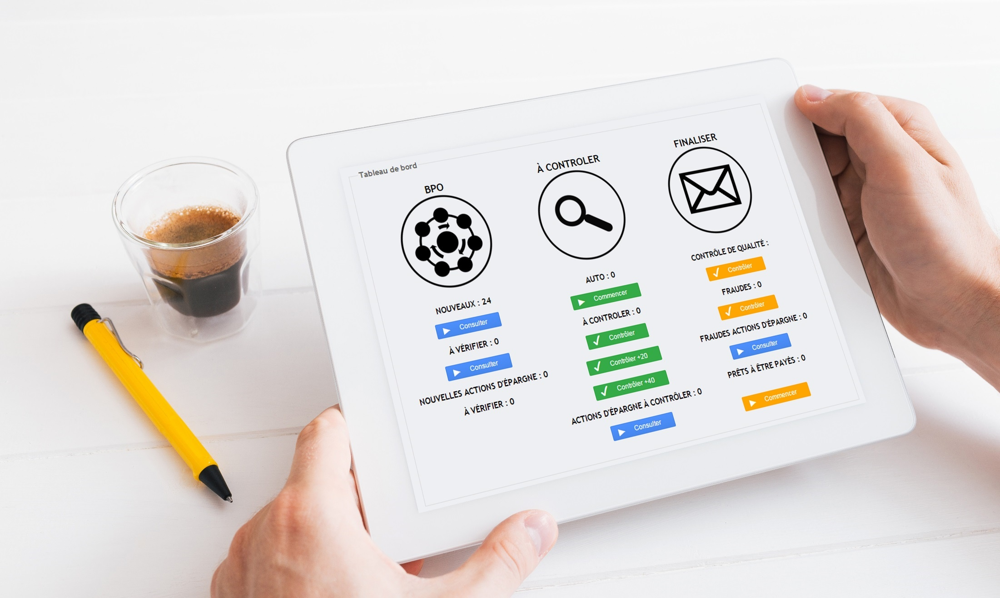 Tableau de bord
BPO
NOUVEAUX : 24
Consulter
À VÉRIFIER : 0
Consulter
NOUVELLES ACTIONS D'ÉPARGNE : 0
À VÉRIFIER : 0
À CONTROLER
AUTO : 0
Commencer
À CONTROLER : 0
Contrôler
Contrôler +20
Contrôler +40
ACTIONS D'ÉPARGNE À CONTRÔLER : 0
Consulter
FINALISER
CONTRÔLE DE QUALITÉ :
Contrôler
FRAUDES : 0
Contrôler
FRAUDES ACTIONS D'ÉPARGNE : 0
Consulter
PRÊTS À ÊTRE PAYÉS : 0
Commencer